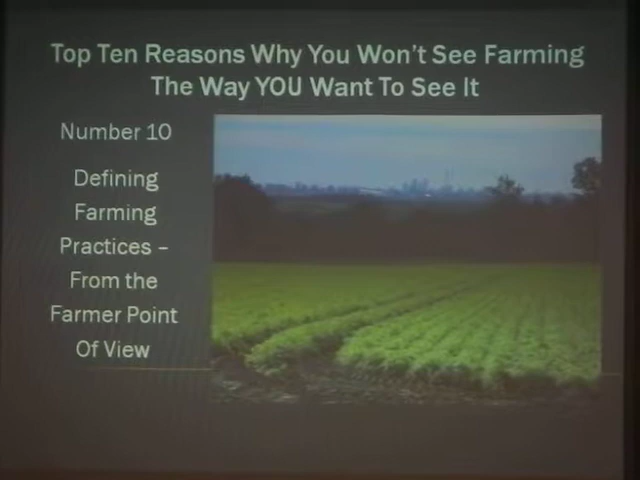 Top Ten Reasons Why You Won't See Farming
The Way YOU Want To See It
Number 10
Defining
Farming
Practices –
From the
Farmer Point
Of View